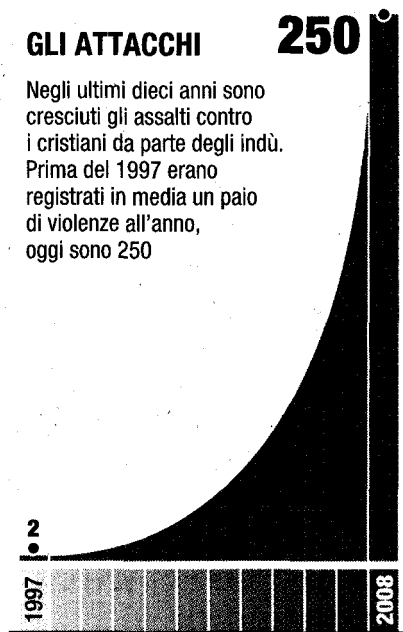 GLI ATTACCHI
250
Negli ultimi dieci anni sono
cresciuti gli assalti contro
i cristiani da parte degli indù.
Prima del 1997 erano
registrati in media un paio
di violenze all'anno,
oggi sono 250
2
1997
2008